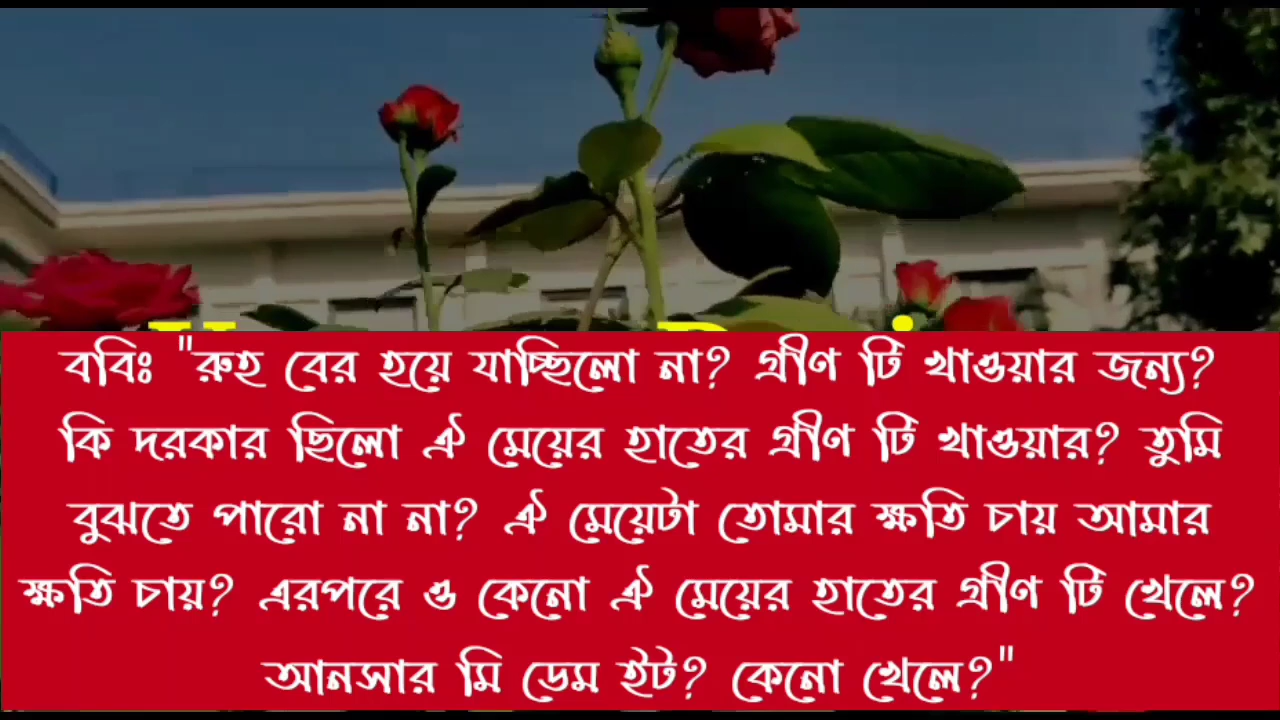 ববিঃ "রুহ বের হয়ে যাচ্ছিলো না? গ্রীণ টি খাওয়ার জন্য?
কি দরকার ছিলো ঐ মেয়ের হাতের গ্রীণ টি খাওয়ার? তুমি
বুঝতে পারো না না? ঐ মেয়েটা তোমার ক্ষতি চায় আমার
ক্ষতি চায়? এরপরে ও কেনো ঐ মেয়ের হাতের গ্রীণ টি খেলে?
আনসার মি ডেম ইট? কেনো খেলে?"